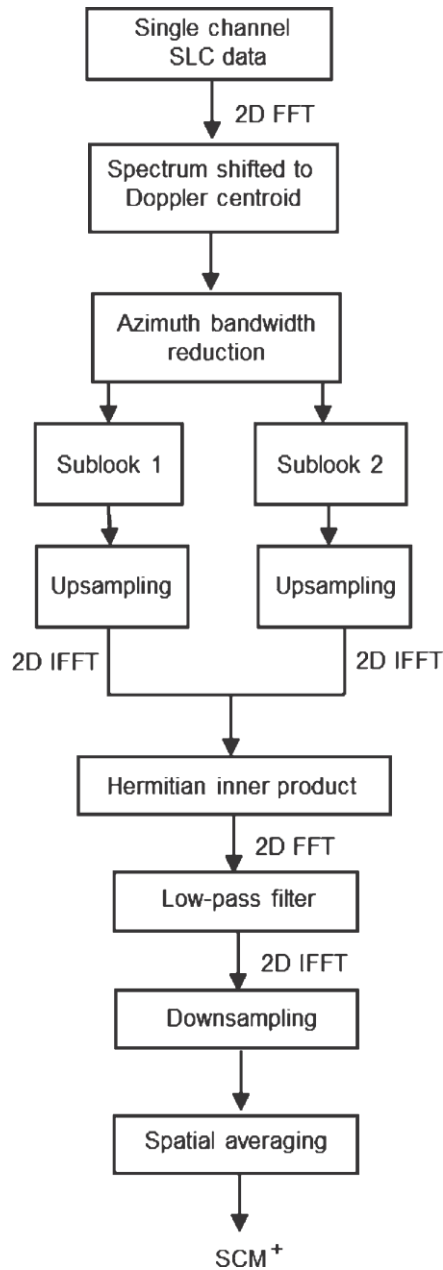 Single channel
SLC data
2D FFT
Spectrum shifted to
Doppler centroid
Azimuth bandwidth
reduction
Sublook 1
Sublook 2
Upsampling
Upsampling
2D IFFT
2D IFFT
Hermitian inner product
2D FFT
Low-pass filter
2D IFFT
Downsampling
Spatial averaging
SCM⁺